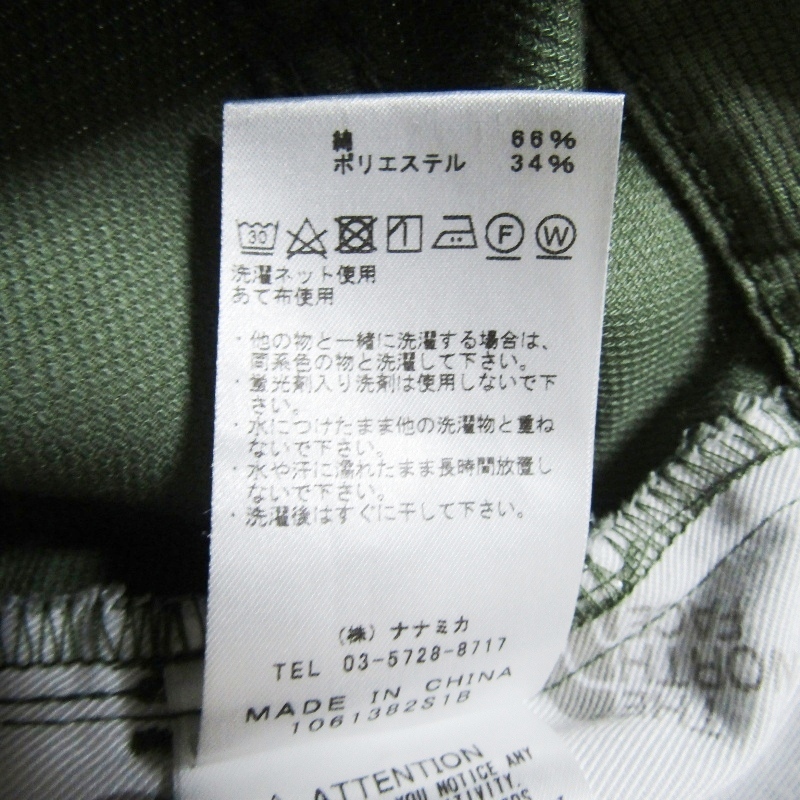 綿 66%
ポリエステル 34%
30 F W
洗濯ネット使用
あて布使用
・他の物と一緒に洗濯する場合は、
同系色の物と洗濯して下さい。
・蛍光剤入り洗剤は使用しないで下
さい。
・水につけたまま他の洗濯物と重ね
ないで下さい。
・水や汗に濡れたまま長時間放置し
ないで下さい。
・洗濯後はすぐに干して下さい。
(株) ナナミカ
TEL 03-5728-8717
MADE IN CHINA
1061382S1B
ATTENTION
YOU NOTICE ANY